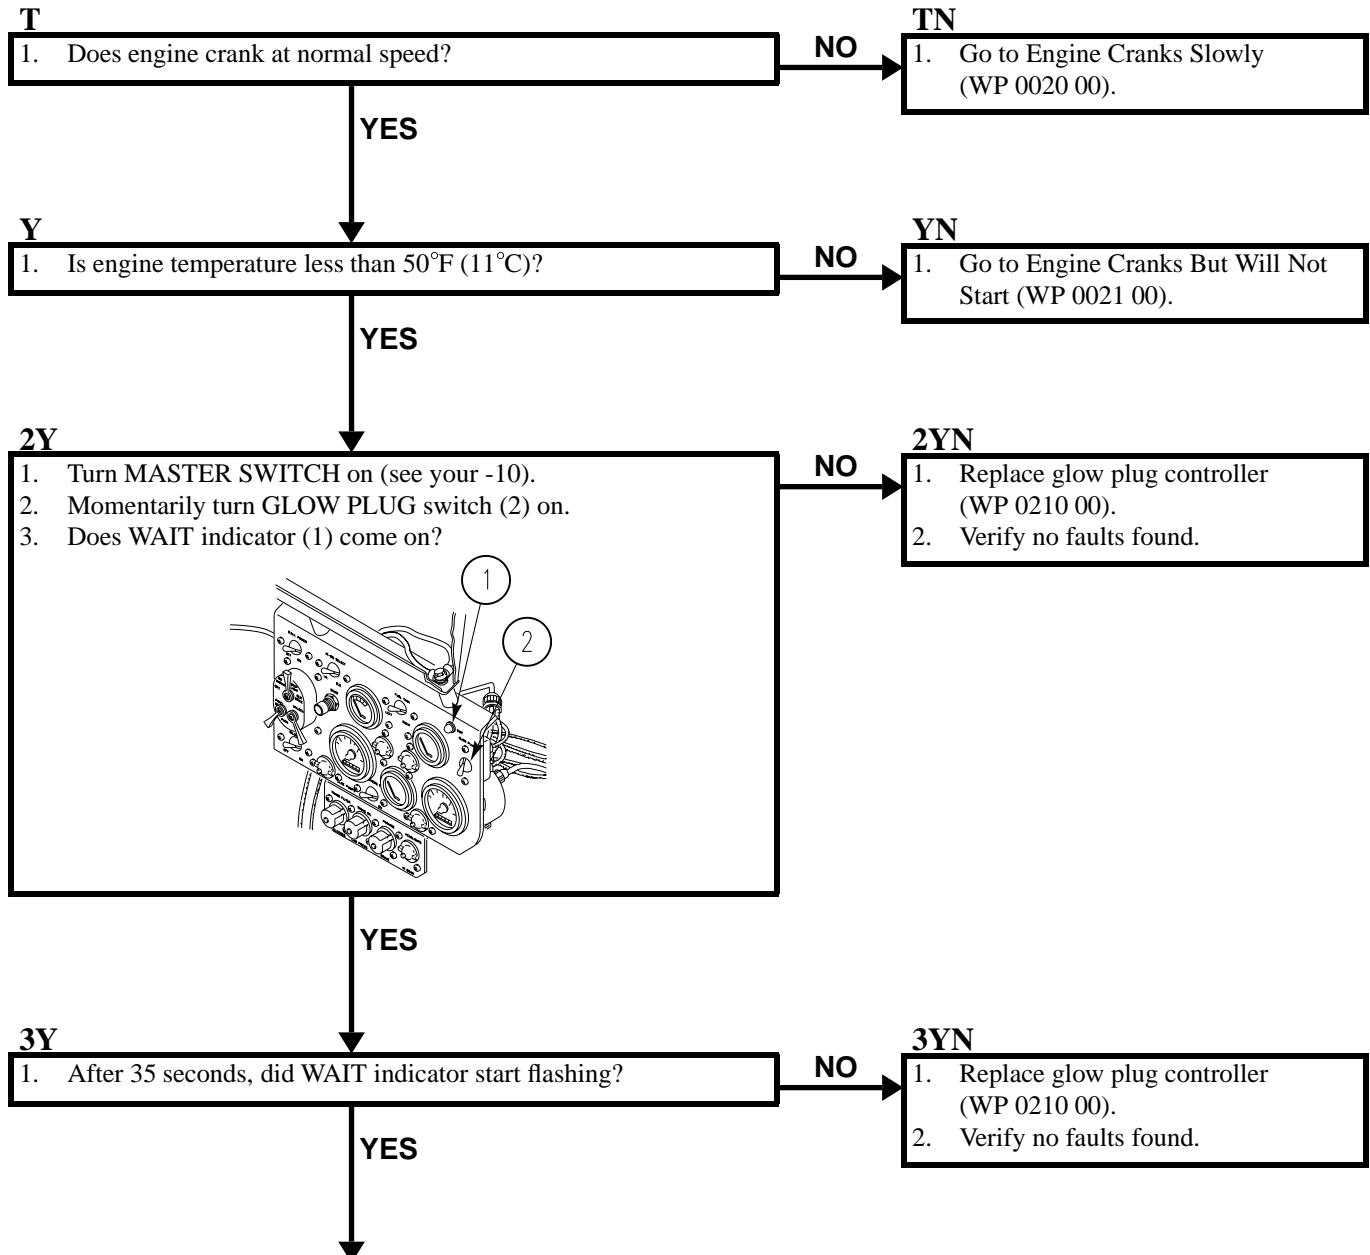 T
1. Does engine crank at normal speed?
NO
TN
1. Go to Engine Cranks Slowly
(WP 0020 00).
YES
Y
1. Is engine temperature less than 50°F (11°C)?
NO
YN
1. Go to Engine Cranks But Will Not
Start (WP 0021 00).
YES
2Y
1. Turn MASTER SWITCH on (see your -10).
2. Momentarily turn GLOW PLUG switch (2) on.
3. Does WAIT indicator (1) come on?
1
2
NO
2YN
1. Replace glow plug controller
(WP 0210 00).
2. Verify no faults found.
YES
3Y
1. After 35 seconds, did WAIT indicator start flashing?
NO
3YN
1. Replace glow plug controller
(WP 0210 00).
2. Verify no faults found.
YES